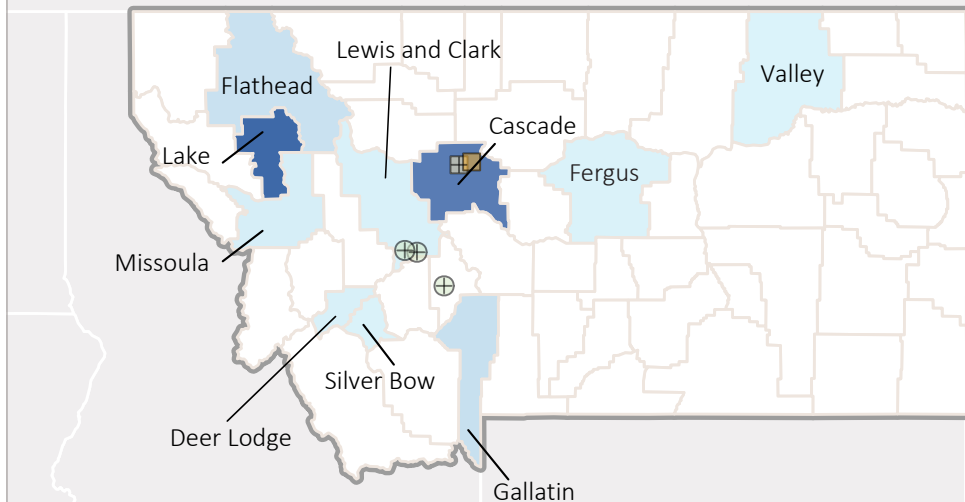 Lewis and Clark
Valley
Flathead
Cascade
Lake
Fergus
Missoula
Silver Bow
Deer Lodge
Gallatin